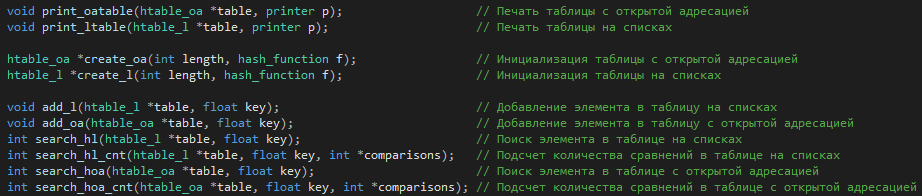 void print_oatable(htable_oa *table, printer p); // Печать таблицы с открытой адресацией
void print_ltable(htable_l *table, printer p); // Печать таблицы на списках
htable_oa *create_oa(int length, hash_function f); // Инициализация таблицы с открытой адресацией
htable_l *create_l(int length, hash_function f); // Инициализация таблицы на списках
void add_l(htable_l *table, float key); // Добавление элемента в таблицу на списках
void add_oa(htable_oa *table, float key); // Добавление элемента в таблицу с открытой адресацией
int search_hl(htable_l *table, float key); // Поиск элемента в таблице на списках
int search_hl_cnt(htable_l *table, float key, int *comparisons); // Подсчет количества сравнений в таблице на списках
int search_hoa(htable_oa *table, float key); // Поиск элемента в таблице с открытой адресацией
int search_hoa_cnt(htable_oa *table, float key, int *comparisons); // Подсчет количества сравнений в таблице с открытой адресацией